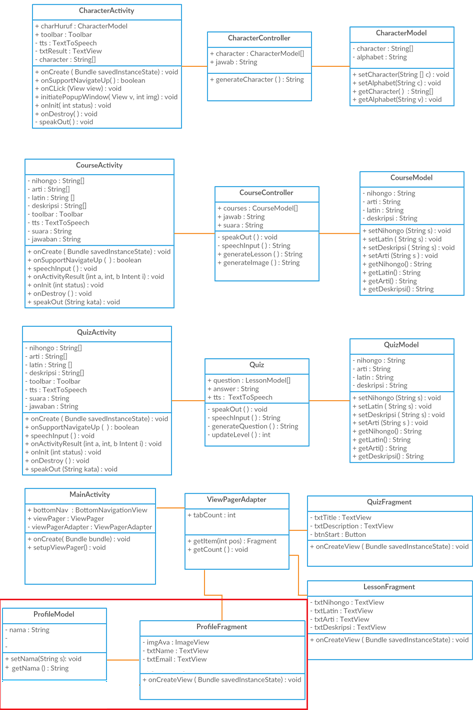 CharacterActivity
+ charHuruf : CharacterModel
+ toolbar : Toolbar
- tts : TextToSpeech
- txtResult : TextView
- character : String[]
+ onCreate ( Bundle savedInstanceState) : void
+ onSupportNavigateUp( ) : boolean
+ onCLick (View view) : void
+ initiatePopupWindow( View v, int img) : void
+ onInit( int status) : void
+ onDestroy( ) : void
- speakOut( ) : void
CharacterController
+ character : CharacterModel[]
+ jawab : String
+ generateCharacter ( ) : String
CharacterModel
- character : String[]
- alphabet : String
+ setCharacter(String [] c) : void
+ setAlphabet(String c) : void
+ getCharacter( ) : String[]
+ getAlphabet(String v) : void
CourseActivity
- nihongo : String[]
- arti : String[]
- latin : String []
- deskripsi : String[]
- toolbar : Toolbar
- tts : TextToSpeech
- suara : String
- jawaban : String
+ onCreate ( Bundle savedInstanceState) : void
+ onSupportNavigateUp ( ) : boolean
+ speechInput ( ) : void
+ onActivityResult (int a, int, b Intent i) : void
+ onInit (int status) : void
+ onDestroy ( ) : void
+ speakOut (String kata) : void
CourseController
+ courses : CourseModel[]
+ jawab : String
+ suara : String
- speakOut ( ) : void
- speechInput ( ) : String
+ generateLesson ( ) : String
+ generateImage ( ) : String
CourseModel
- nihongo : String
- arti : String
- latin : String
- deskripsi : String
+ setNihongo (String s) : void
+ setLatin ( String s) : void
+ setDeskripsi ( String s) : void
+ setArti (String s ) : void
+ getNihongo() : String
+ getLatin() : String
+ getArti() : String
+ getDeskripsi() : String
QuizActivity
- nihongo : String[]
- arti : String[]
- latin : String []
- deskripsi : String[]
- toolbar : Toolbar
- tts : TextToSpeech
- suara : String
- jawaban : String
+ onCreate ( Bundle savedInstanceState) : void
+ onSupportNavigateUp ( ) : boolean
+ speechInput ( ) : void
+ onActivityResult (int a, int, b Intent i) : void
+ onInit (int status) : void
+ onDestroy ( ) : void
+ speakOut (String kata) : void
Quiz
+ question : LessonModel[]
+ answer : String
+ tts : TextToSpeech
- speakOut ( ) : void
- speechInput ( ) : String
- generateQuestion ( ) : String
- updateLevel ( ) : int
QuizModel
- nihongo : String
- arti : String
- latin : String
- deskripsi : String
+ setNihongo (String s) : void
+ setLatin ( String s) : void
+ setDeskripsi ( String s) : void
+ setArti (String s ) : void
+ getNihongo() : String
+ getLatin() : String
+ getArti() : String
+ getDeskripsi() : String
MainActivity
+ bottomNav : BottomNavigationView
+ viewPager : ViewPager
- viewPagerAdapter : ViewPagerAdapter
+ onCreate( Bundle bundle) : void
+ setupViewPager() : void
ViewPagerAdapter
+ tabCount : int
+ getItem(int pos) : Fragment
+ getCount ( ) : void
QuizFragment
- txtTitle : TextView
- txtDescription : TextView
- btnStart : Button
+ onCreateView ( Bundle savedInstanceState) : void
LessonFragment
- txtNihongo : TextView
- txtLatin : TextView
- txtArti : TextView
- txtDeskripsi : TextView
+ onCreateView ( Bundle savedInstanceState) : void
ProfileModel
- nama : String
-
-
+ setNama(String s): void
+ getNama () : String
ProfileFragment
- imgAva : ImageView
- txtName : TextView
- txtEmail : TextView
+ onCreateView ( Bundle savedInstanceState) : void